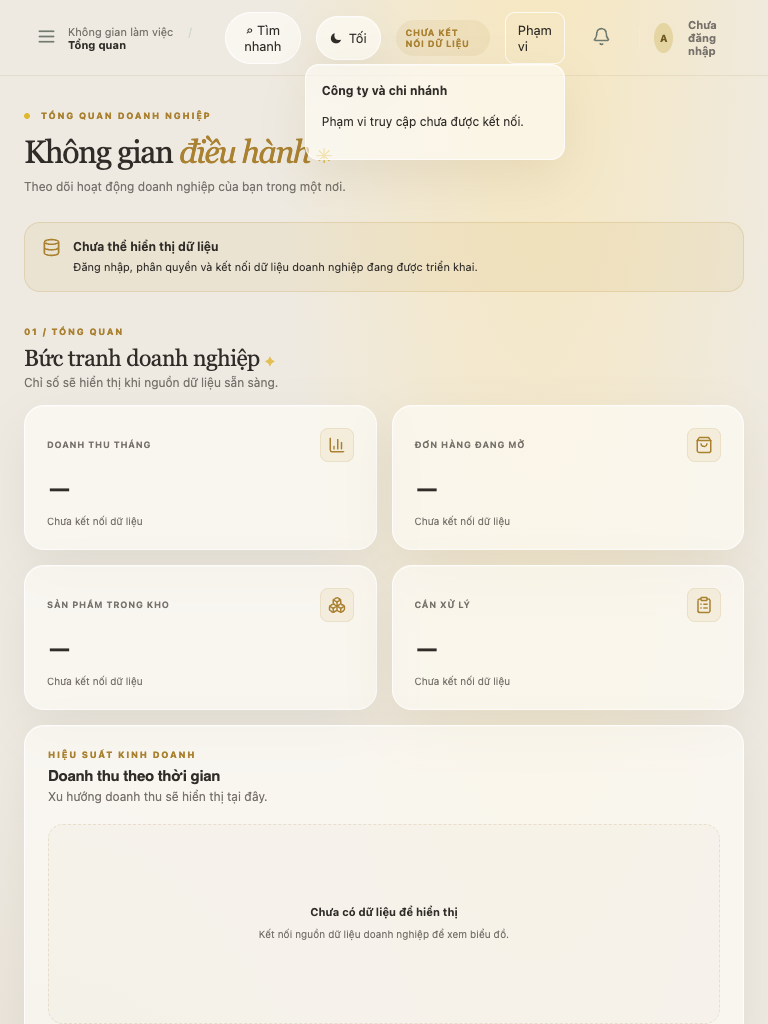 Không gian làm việc /
Tổng quan
Tìm
nhanh
Tối
CHƯA KẾT
NỐI DỮ LIỆU
Phạm
vi
A
Chưa
đăng
nhập
Công ty và chi nhánh
Phạm vi truy cập chưa được kết nối.
TỔNG QUAN DOANH NGHIỆP
Không gian điều hành
Theo dõi hoạt động doanh nghiệp của bạn trong một nơi.
Chưa thể hiển thị dữ liệu
Đăng nhập, phân quyền và kết nối dữ liệu doanh nghiệp đang được triển khai.
01 / TỔNG QUAN
Bức tranh doanh nghiệp
Chỉ số sẽ hiển thị khi nguồn dữ liệu sẵn sàng.
DOANH THU THÁNG
—
Chưa kết nối dữ liệu
ĐƠN HÀNG ĐANG MỞ
—
Chưa kết nối dữ liệu
SẢN PHẨM TRONG KHO
—
Chưa kết nối dữ liệu
CẦN XỬ LÝ
—
Chưa kết nối dữ liệu
HIỆU SUẤT KINH DOANH
Doanh thu theo thời gian
Xu hướng doanh thu sẽ hiển thị tại đây.
Chưa có dữ liệu để hiển thị
Kết nối nguồn dữ liệu doanh nghiệp để xem biểu đồ.